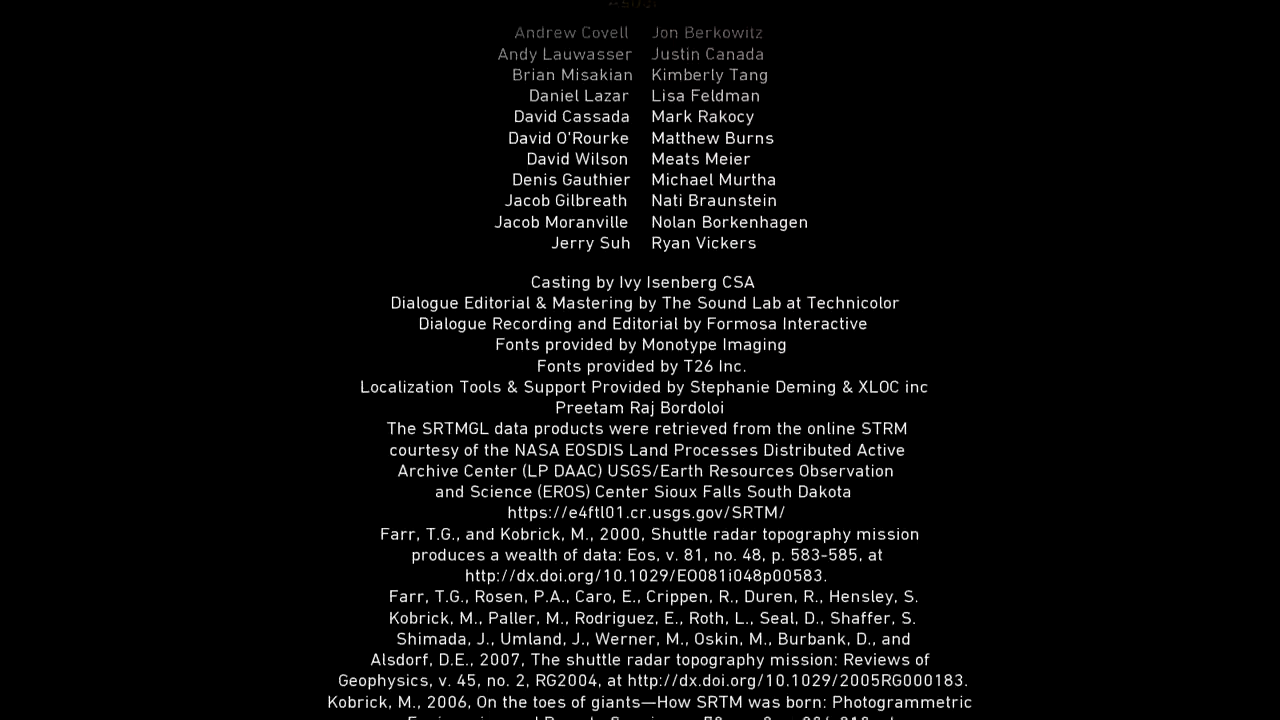 Andrew Covell Jon Berkowitz
Andy Lauwasser Justin Canada
Brian Misakian Kimberly Tang
Daniel Lazar Lisa Feldman
David Cassada Mark Rakocy
David O'Rourke Matthew Burns
David Wilson Meats Meier
Denis Gauthier Michael Murtha
Jacob Gilbreath Nati Braunstein
Jacob Moranville Nolan Borkenhagen
Jerry Suh Ryan Vickers
Casting by Ivy Isenberg CSA
Dialogue Editorial & Mastering by The Sound Lab at Technicolor
Dialogue Recording and Editorial by Formosa Interactive
Fonts provided by Monotype Imaging
Fonts provided by T26 Inc.
Localization Tools & Support Provided by Stephanie Deming & XLOC inc
Preetam Raj Bordoloi
The SRTMGL data products were retrieved from the online STRM
courtesy of the NASA EOSDIS Land Processes Distributed Active
Archive Center (LP DAAC) USGS/Earth Resources Observation
and Science (EROS) Center Sioux Falls South Dakota
https://e4ftl01.cr.usgs.gov/SRTM/
Farr, T.G., and Kobrick, M., 2000, Shuttle radar topography mission
produces a wealth of data: Eos, v. 81, no. 48, p. 583-585, at
http://dx.doi.org/10.1029/EO081i048p00583.
Farr, T.G., Rosen, P.A., Caro, E., Crippen, R., Duren, R., Hensley, S.
Kobrick, M., Paller, M., Rodriguez, E., Roth, L., Seal, D., Shaffer, S.
Shimada, J., Umland, J., Werner, M., Oskin, M., Burbank, D., and
Alsdorf, D.E., 2007, The shuttle radar topography mission: Reviews of
Geophysics, v. 45, no. 2, RG2004, at http://dx.doi.org/10.1029/2005RG000183.
Kobrick, M., 2006, On the toes of giants—How SRTM was born: Photogrammetric